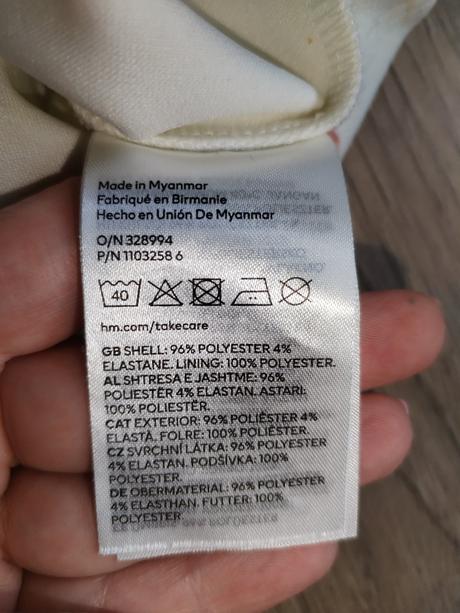 Made in Myanmar
Fabriqué en Birmanie
Hecho en Unión De Myanmar
O/N 328994
P/N 1103258 6
40
hm.com/takecare
GB SHELL: 96% POLYESTER 4%
ELASTANE. LINING: 100% POLYESTER.
AL SHTRESA E JASHTME: 96%
POLIESTËR 4% ELASTAN. ASTARI:
100% POLIESTËR.
CAT EXTERIOR: 96% POLIÈSTER 4%
ELASTÀ. FOLRE: 100% POLIÈSTER.
CZ SVRCHNÍ LÁTKA: 96% POLYESTER
4% ELASTAN. PODŠÍVKA: 100%
POLYESTER.
DE OBERMATERIAL: 96% POLYESTER
4% ELASTHAN. FUTTER: 100%
POLYESTER.